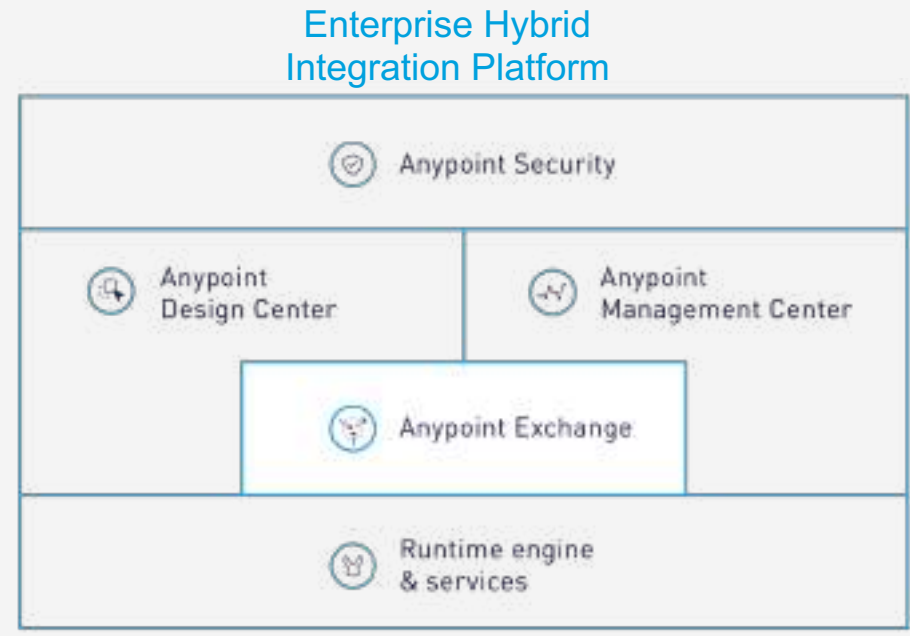 Enterprise Hybrid
Integration Platform
Anypoint Security
Anypoint
Design Center
Anypoint
Management Center
Anypoint Exchange
Runtime engine
& services